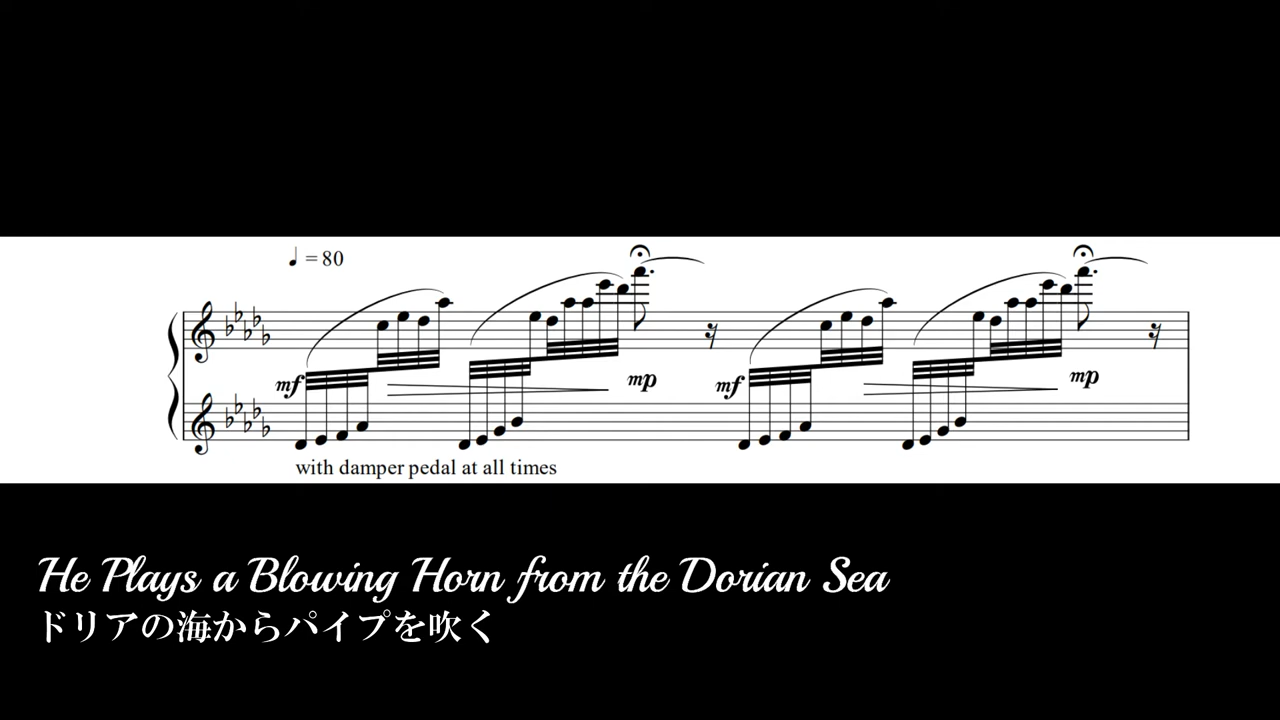 ♩ = 80
mf
mp
mf
mp
with damper pedal at all times
He Plays a Blowing Horn from the Dorian Sea
ドリアの海からパイプを吹く